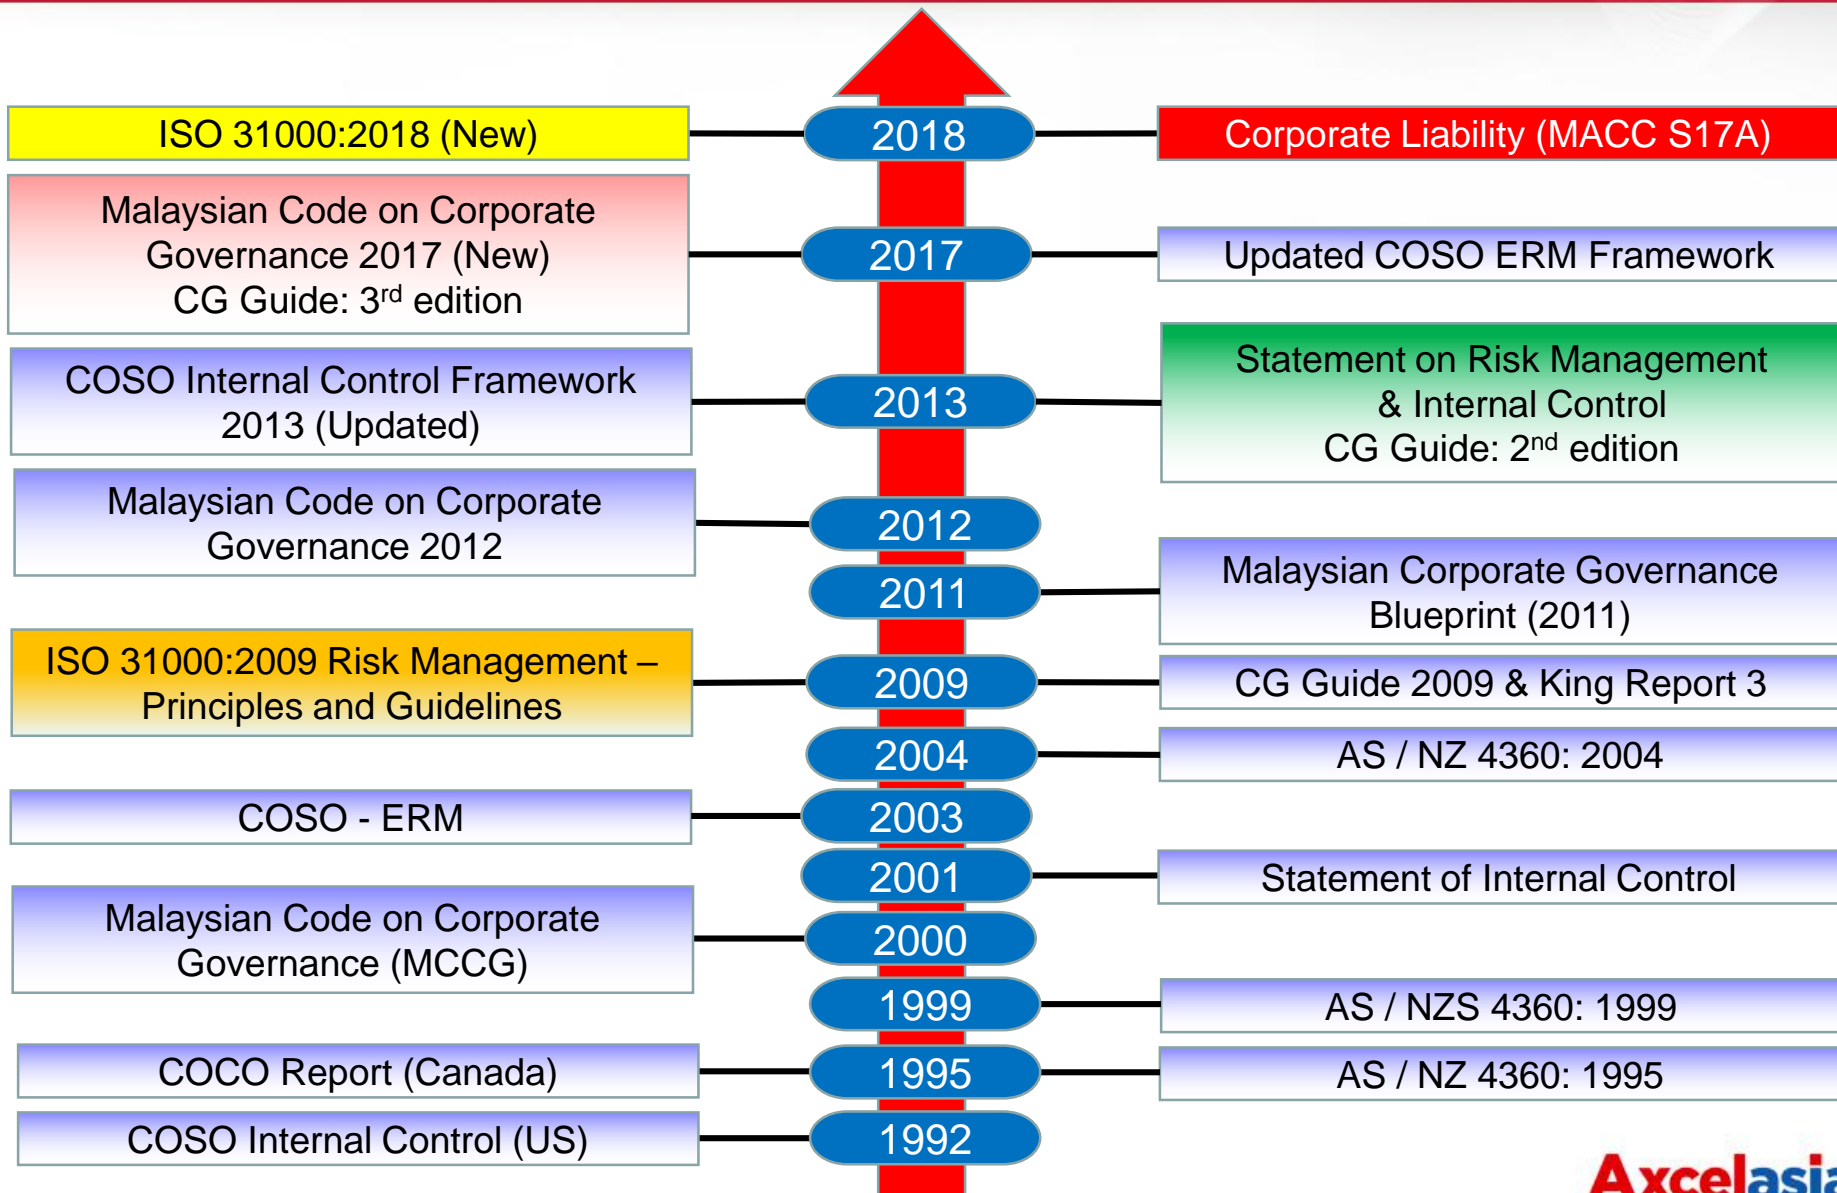 ISO 31000:2018 (New)
2018
Corporate Liability (MACC S17A)
Malaysian Code on Corporate
Governance 2017 (New)
CG Guide: 3rd edition
2017
Updated COSO ERM Framework
COSO Internal Control Framework
2013 (Updated)
2013
Statement on Risk Management
& Internal Control
CG Guide: 2nd edition
Malaysian Code on Corporate
Governance 2012
2012
2011
Malaysian Corporate Governance
Blueprint (2011)
ISO 31000:2009 Risk Management –
Principles and Guidelines
2009
CG Guide 2009 & King Report 3
2004
AS / NZ 4360: 2004
COSO - ERM
2003
2001
Statement of Internal Control
Malaysian Code on Corporate
Governance (MCCG)
2000
1999
AS / NZS 4360: 1999
COCO Report (Canada)
1995
AS / NZ 4360: 1995
COSO Internal Control (US)
1992
Axcelasia